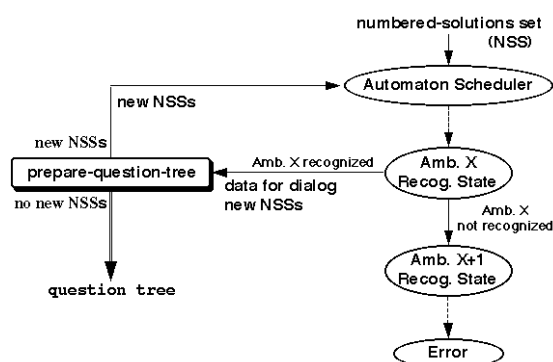 numbered-solutions set
(NSS)
Automaton Scheduler
new NSSs
new NSSs
Amb. X recognized
Amb. X
Recog. State
prepare-question-tree
data for dialog
new NSSs
no new NSSs
Amb. X
not recognized
Amb. X+1
Recog. State
question tree
Error